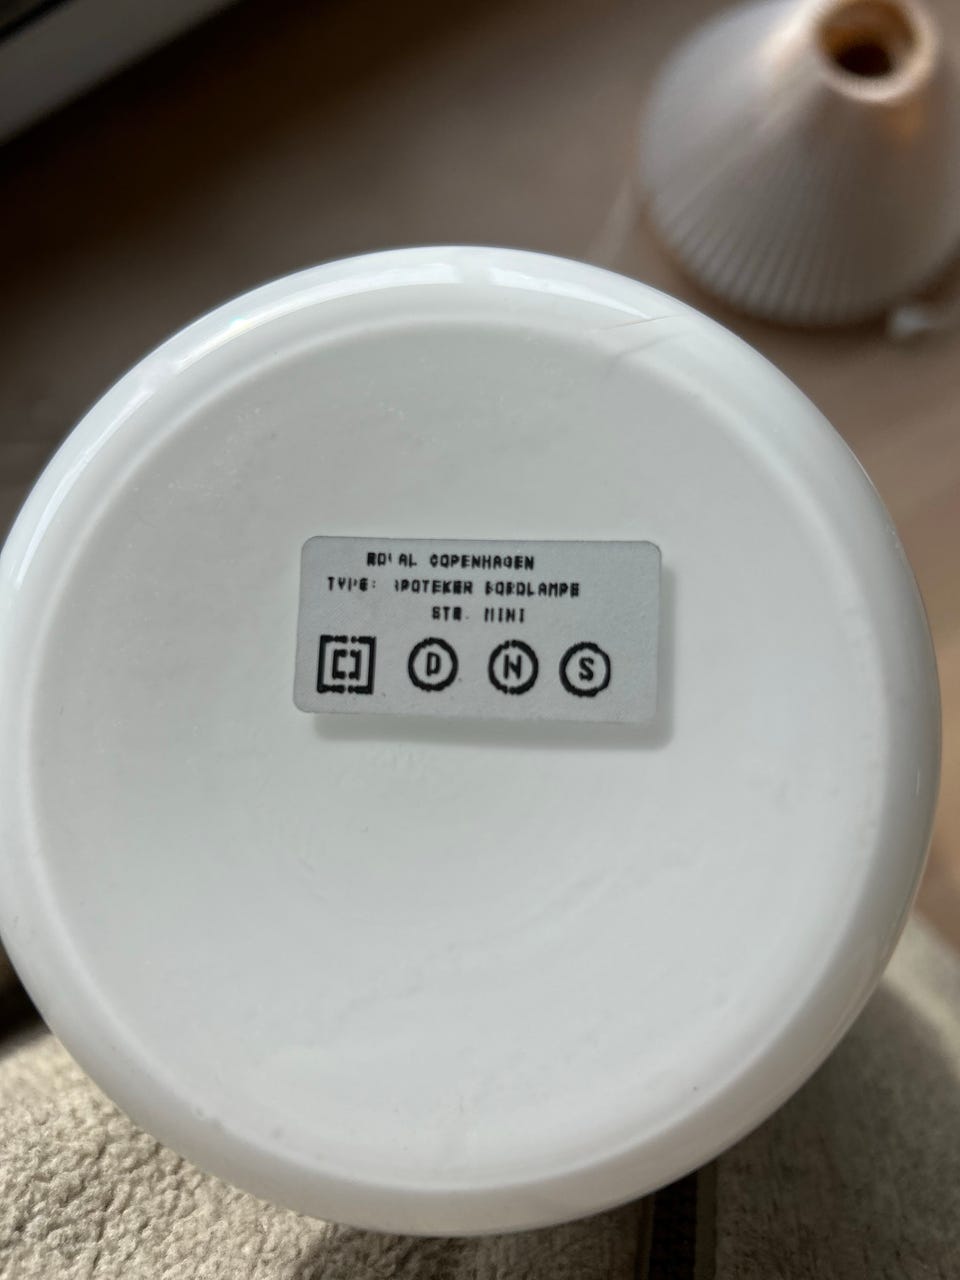 ROYAL COPENHAGEN
TYPE: APOTEKER BORDLAMPE
STR. MINI
D N S